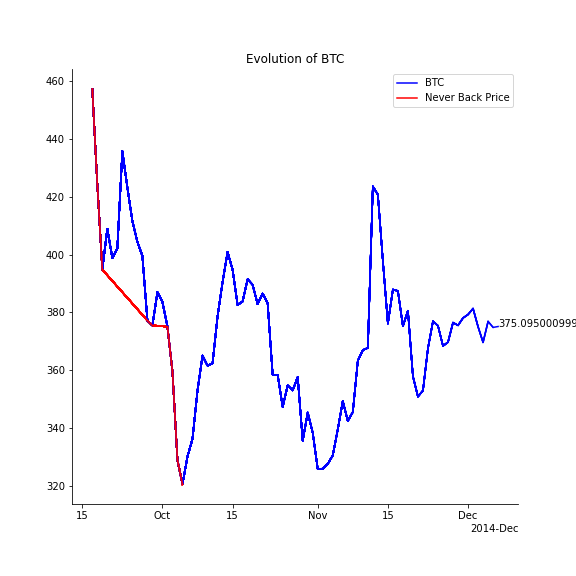 Evolution of BTC
BTC
Never Back Price
460
440
420
400
380
360
340
320
375.095000999
15
Oct
15
Nov
15
Dec
2014-Dec